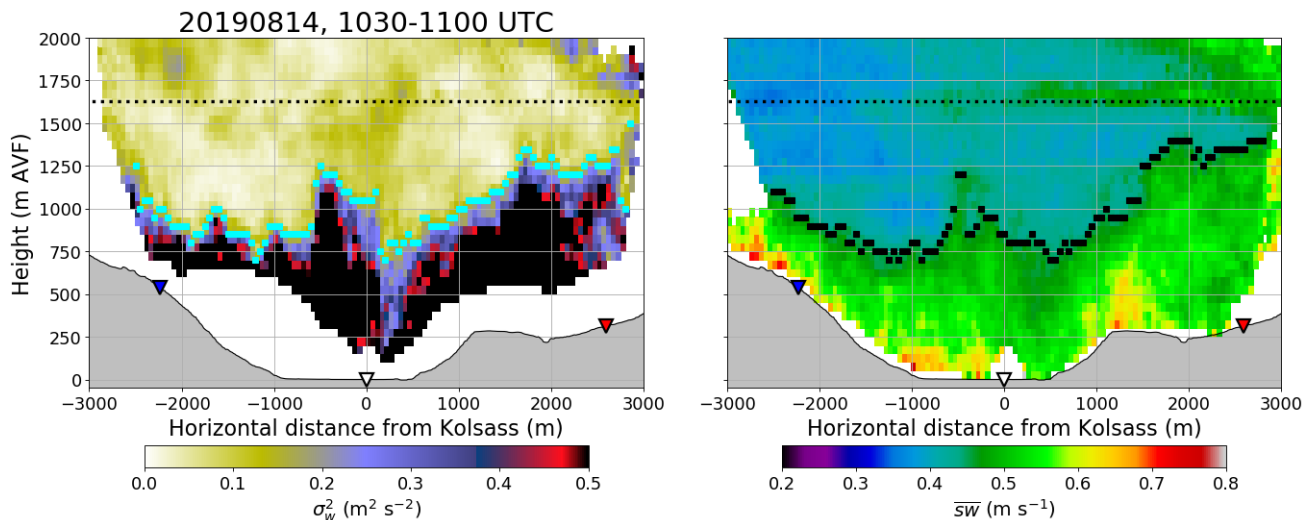 20190814, 1030-1100 UTC
Height (m AVF)
2000
1750
1500
1250
1000
750
500
250
0
−3000 −2000 −1000 0 1000 2000 3000
Horizontal distance from Kolsass (m)
0.0 0.1 0.2 0.3 0.4 0.5
σ²w (m² s⁻²)
−3000 −2000 −1000 0 1000 2000 3000
Horizontal distance from Kolsass (m)
0.2 0.3 0.4 0.5 0.6 0.7 0.8
s̅w̅ (m s⁻¹)